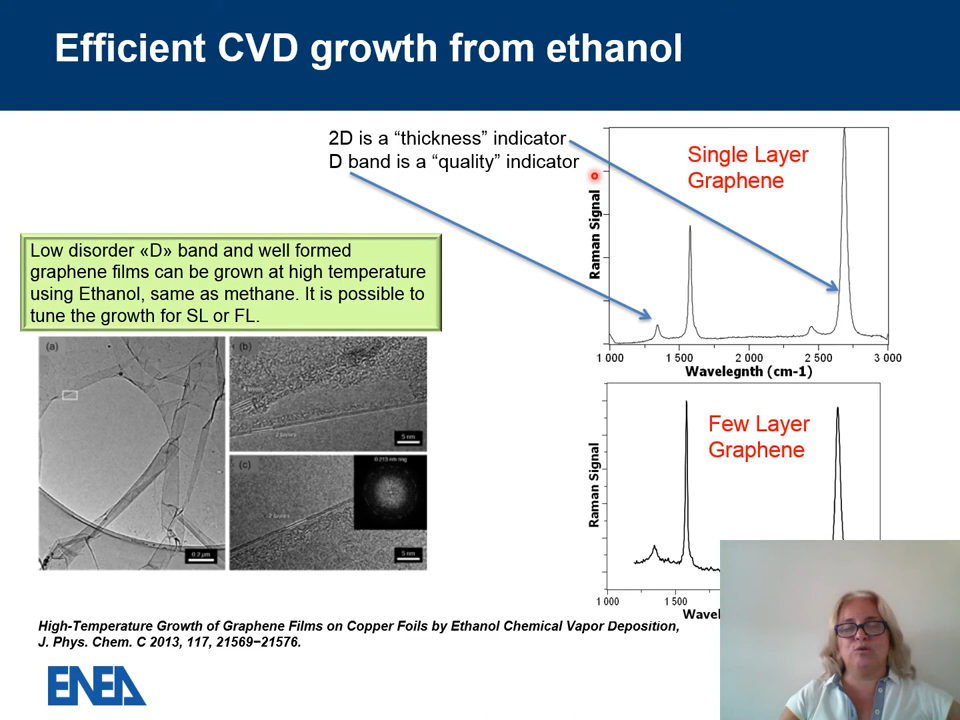 Efficient CVD growth from ethanol
2D is a “thickness” indicator
D band is a “quality” indicator
Single Layer
Graphene
Raman Signal
1 000
1 500
2 000
2 500
3 000
Wavelegnth (cm-1)
Low disorder «D» band and well formed
graphene films can be grown at high temperature
using Ethanol, same as methane. It is possible to
tune the growth for SL or FL.
(a)
0.2 μm
(b)
5 nm
(c)
5 nm
Few Layer
Graphene
Raman Signal
1 000
1 500
Wavele
High-Temperature Growth of Graphene Films on Copper Foils by Ethanol Chemical Vapor Deposition,
J. Phys. Chem. C 2013, 117, 21569−21576.
ENEA